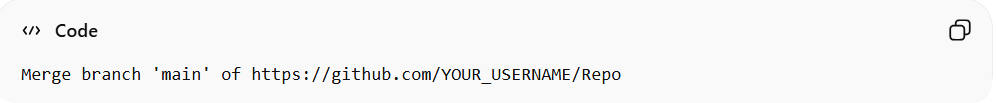 Code
Merge branch 'main' of https://github.com/YOUR_USERNAME/Repo